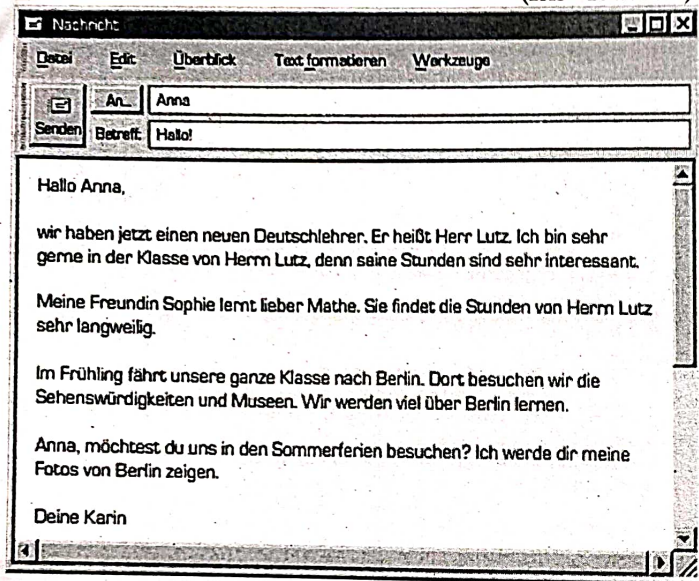 Nachricht
Datei Edit Überblick Text formatieren Werkzeuge
An... Anna
Senden Betreff: Hallo!
Hallo Anna,
wir haben jetzt einen neuen Deutschlehrer. Er heißt Herr Lutz. Ich bin sehr
gerne in der Klasse von Herrn Lutz, denn seine Stunden sind sehr interessant.
Meine Freundin Sophie lernt lieber Mathe. Sie findet die Stunden von Herrn Lutz
sehr langweilig.
Im Frühling fährt unsere ganze Klasse nach Berlin. Dort besuchen wir die
Sehenswürdigkeiten und Museen. Wir werden viel über Berlin lernen.
Anna, möchtest du uns in den Sommerferien besuchen? Ich werde dir meine
Fotos von Berlin zeigen.
Deine Karin